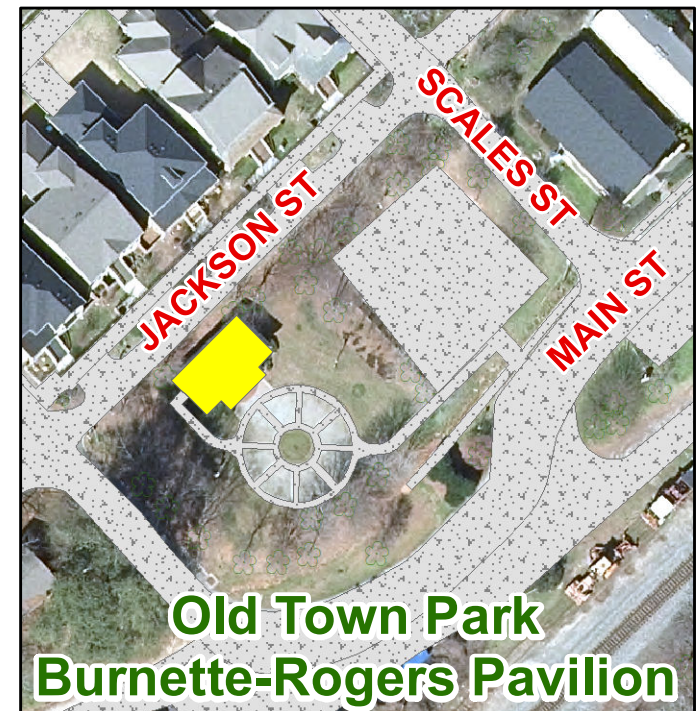 SCALES ST
JACKSON ST
MAIN ST
Old Town Park
Burnette-Rogers Pavilion